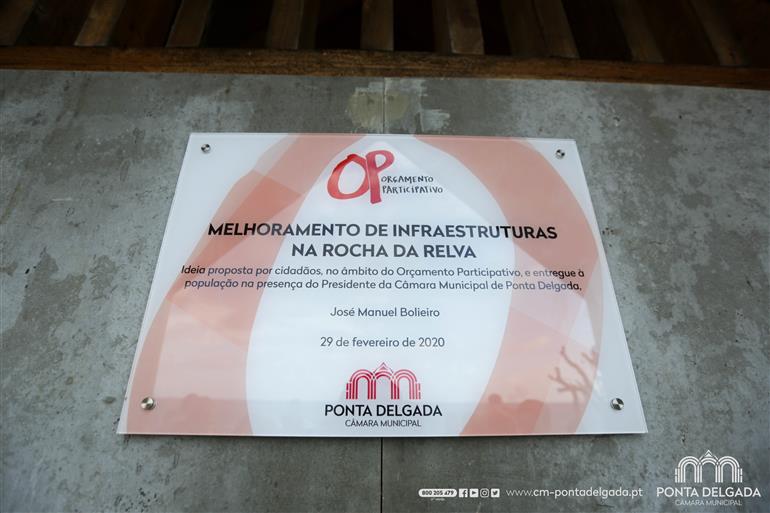 OP
ORÇAMENTO
PARTICIPATIVO
MELHORAMENTO DE INFRAESTRUTURAS
NA ROCHA DA RELVA
Ideia proposta por cidadãos, no âmbito do Orçamento Participativo, e entregue à
população na presença do Presidente da Câmara Municipal de Ponta Delgada,
José Manuel Bolieiro
29 de fevereiro de 2020
PONTA DELGADA
CÂMARA MUNICIPAL
800 205 479 www.cm-pontadelgada.pt
PONTA DELGADA
CÂMARA MUNICIPAL